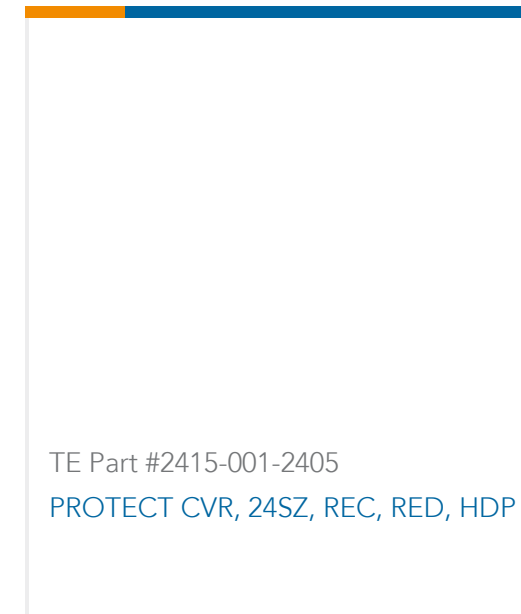 TE Part #2415-001-2405
PROTECT CVR, 24SZ, REC, RED, HDP